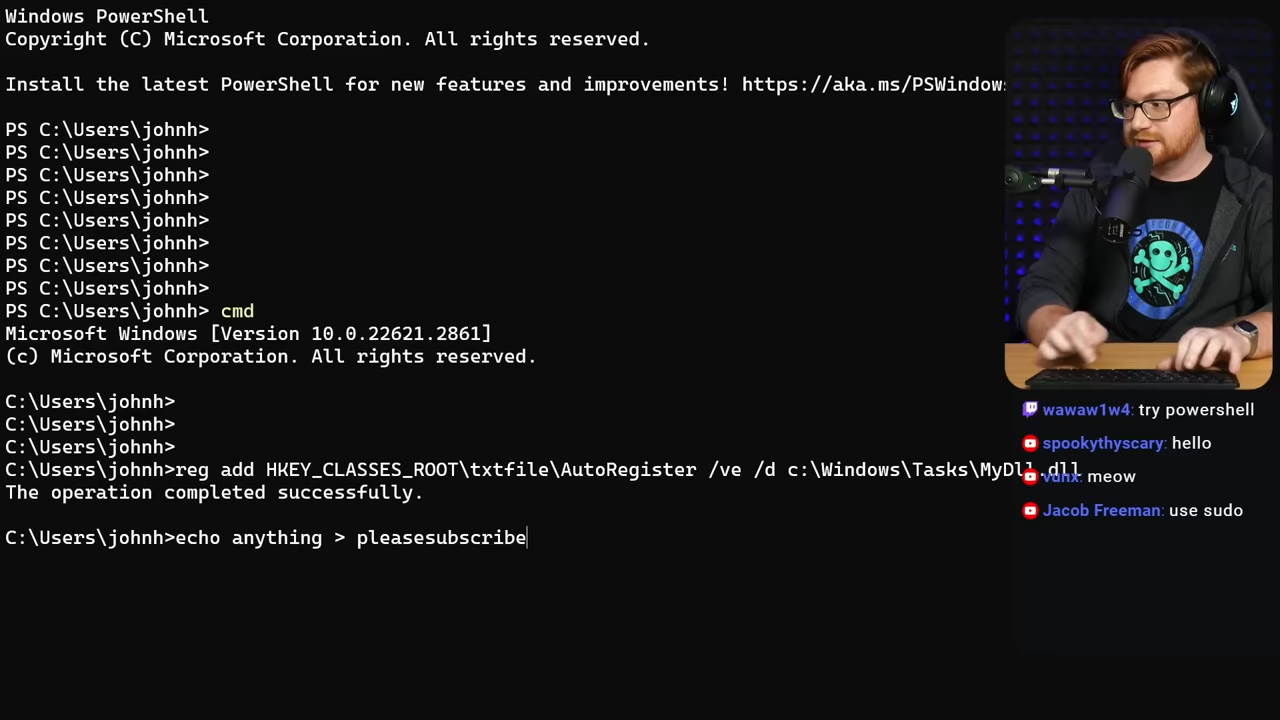 Windows PowerShell
Copyright (C) Microsoft Corporation. All rights reserved.
Install the latest PowerShell for new features and improvements! https://aka.ms/PSWindows
PS C:\Users\johnh>
PS C:\Users\johnh>
PS C:\Users\johnh>
PS C:\Users\johnh>
PS C:\Users\johnh>
PS C:\Users\johnh>
PS C:\Users\johnh>
PS C:\Users\johnh>
PS C:\Users\johnh> cmd
Microsoft Windows [Version 10.0.22621.2861]
(c) Microsoft Corporation. All rights reserved.
C:\Users\johnh>
C:\Users\johnh>
C:\Users\johnh>
C:\Users\johnh>reg add HKEY_CLASSES_ROOT\txtfile\AutoRegister /ve /d c:\Windows\Tasks\MyDll.dll
The operation completed successfully.
C:\Users\johnh>echo anything > pleasesubscribe
wawaw1w4: try powershell
spookythyscary: hello
meow
Jacob Freeman: use sudo